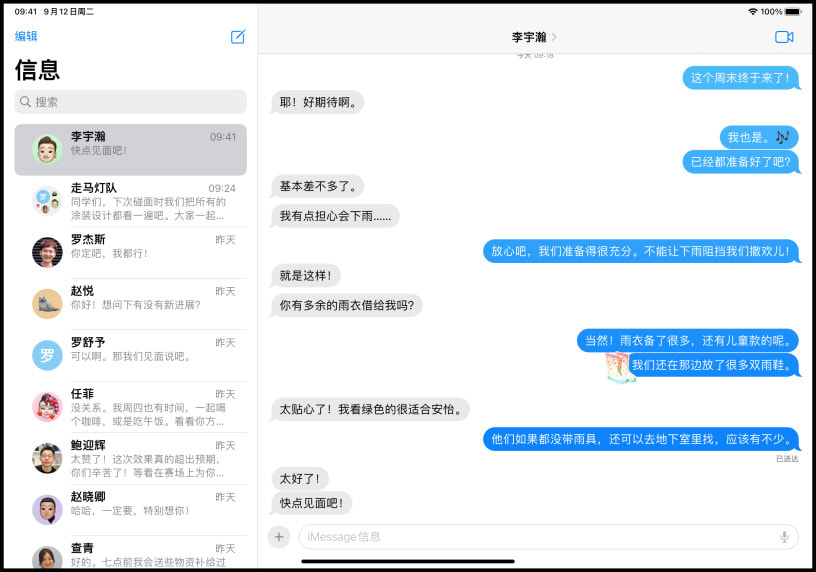 09:41 9月12日周二
100%
编辑
信息
搜索
李宇瀚
09:41
快点见面吧！
走马灯队
09:24
同学们，下次碰面时我们把所有的
涂装设计都看一遍吧。大家一起...
罗杰斯
昨天
你定吧，我都行！
赵悦
昨天
你好！想问下有没有新进展?
罗
罗舒予
昨天
可以啊。那我们见面说吧。
任菲
昨天
没关系。我周四也有时间，一起喝
个咖啡，或是吃午饭。看看你方...
鲍迎辉
昨天
太赞了！这次效果真的超出预期，
你们辛苦了！等着在赛场上为你...
赵晓卿
昨天
哈哈，一定要，特别想你！
查青
昨天
好的。七点前我会送些物资补给过
李宇瀚
今天 09:18
这个周末终于来了！
耶！好期待啊。
我也是。🎶
已经都准备好了吧?
基本差不多了。
我有点担心会下雨......
放心吧，我们准备得很充分。不能让下雨阻挡我们撒欢儿！
就是这样！
你有多余的雨衣借给我吗?
当然！雨衣备了很多，还有儿童款的呢。
我们还在那边放了很多双雨鞋。
太贴心了！我看绿色的很适合安怡。
他们如果都没带雨具，还可以去地下室里找，应该有不少。
已送达
太好了！
快点见面吧！
iMessage信息